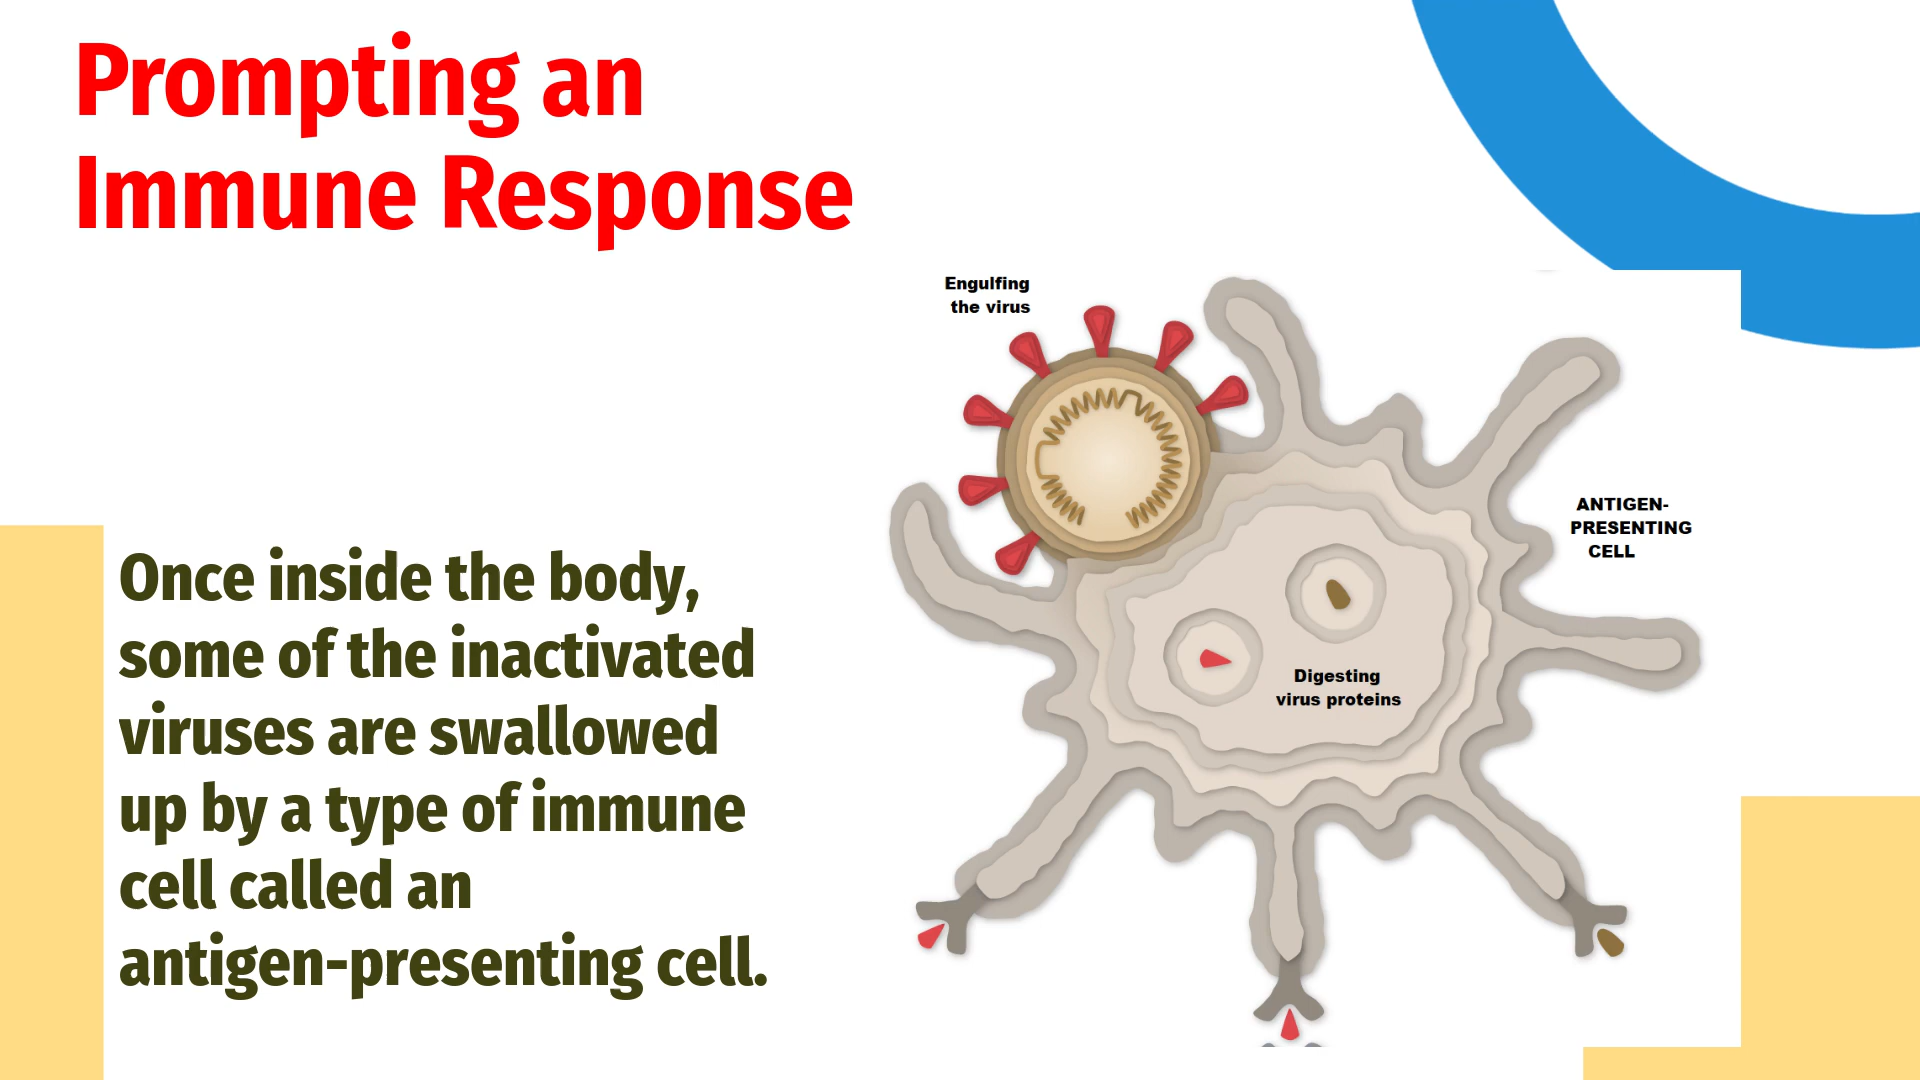 Prompting an
Immune Response
Engulfing
the virus
ANTIGEN-
PRESENTING
CELL
Digesting
virus proteins
Once inside the body,
some of the inactivated
viruses are swallowed
up by a type of immune
cell called an
antigen-presenting cell.